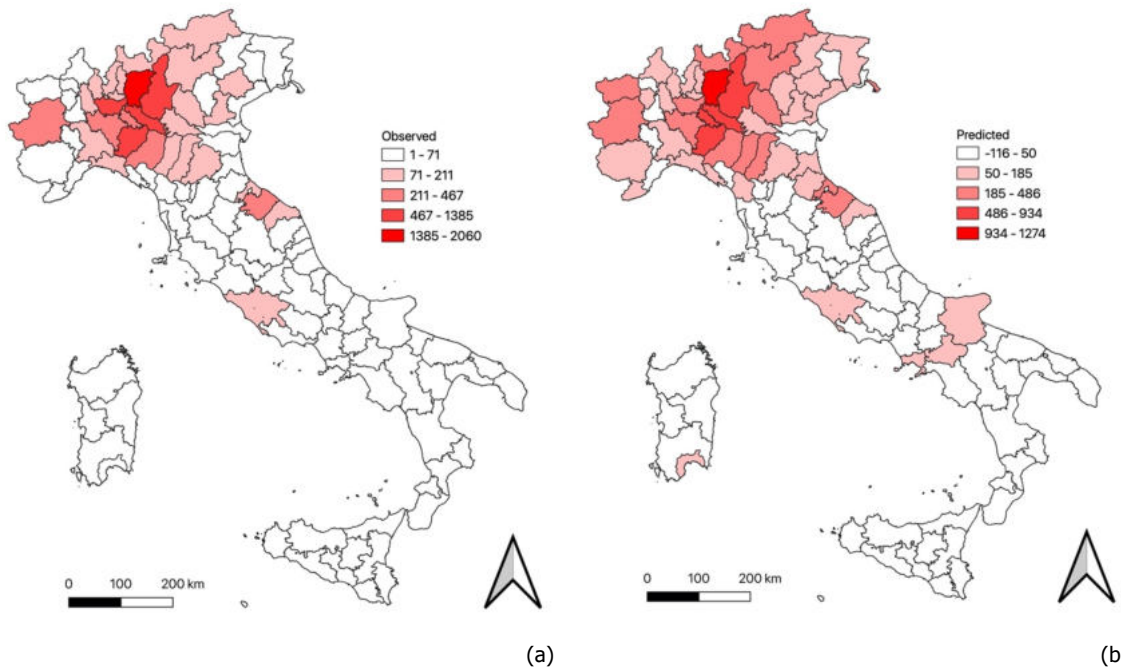 Observed
1 - 71
71 - 211
211 - 467
467 - 1385
1385 - 2060
0 100 200 km
(a)
Predicted
-116 - 50
50 - 185
185 - 486
486 - 934
934 - 1274
0 100 200 km
(b